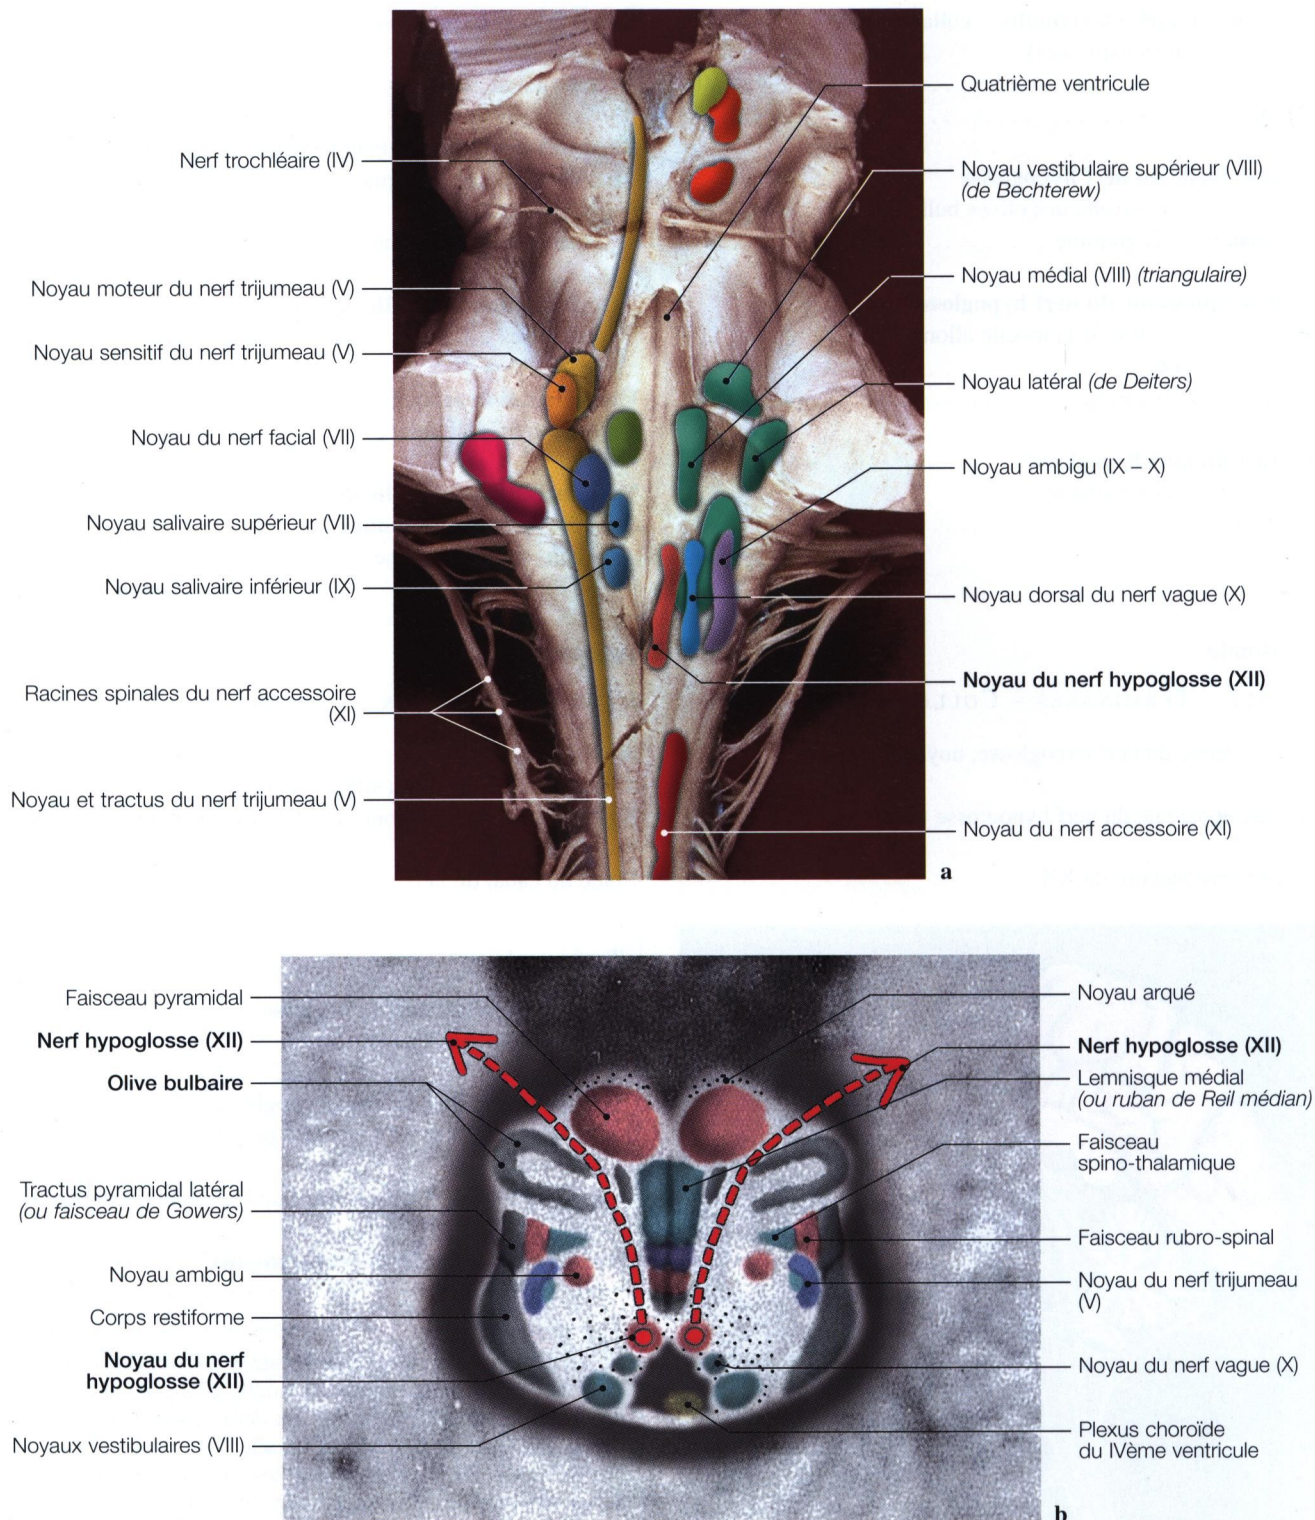 Quatrième ventricule
Nerf trochléaire (IV)
Noyau vestibulaire supérieur (VIII)
(de Bechterew)
Noyau moteur du nerf trijumeau (V)
Noyau médial (VIII) (triangulaire)
Noyau sensitif du nerf trijumeau (V)
Noyau latéral (de Deiters)
Noyau du nerf facial (VII)
Noyau ambigu (IX – X)
Noyau salivaire supérieur (VII)
Noyau salivaire inférieur (IX)
Noyau dorsal du nerf vague (X)
Noyau du nerf hypoglosse (XII)
Racines spinales du nerf accessoire
(XI)
Noyau et tractus du nerf trijumeau (V)
Noyau du nerf accessoire (XI)
a
Faisceau pyramidal
Noyau arqué
Nerf hypoglosse (XII)
Nerf hypoglosse (XII)
Olive bulbaire
Lemnisque médial
(ou ruban de Reil médian)
Faisceau
spino-thalamique
Tractus pyramidal latéral
(ou faisceau de Gowers)
Faisceau rubro-spinal
Noyau ambigu
Noyau du nerf trijumeau
(V)
Corps restiforme
Noyau du nerf
hypoglosse (XII)
Noyau du nerf vague (X)
Noyaux vestibulaires (VIII)
Plexus choroïde
du IVème ventricule
b